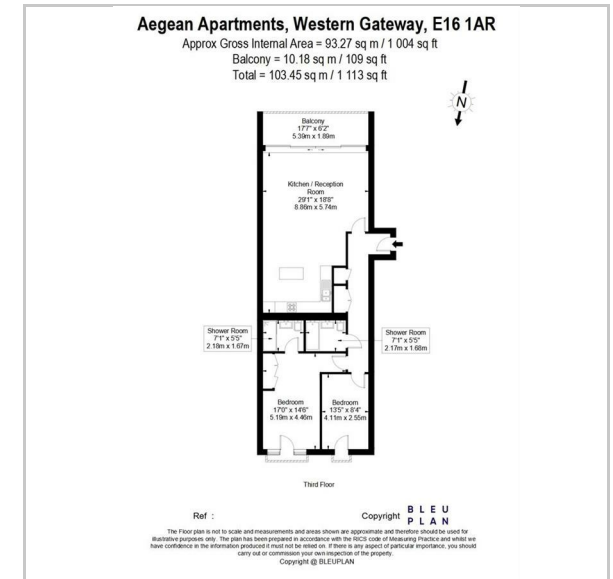 Aegean Apartments, Western Gateway, E16 1AR
Approx Gross Internal Area = 93.27 sq m / 1 004 sq ft
Balcony = 10.18 sq m / 109 sq ft
Total = 103.45 sq m / 1 113 sq ft
N
Balcony
17'7" x 6'2"
5.39m x 1.89m
Kitchen / Reception
Room
29'1" x 18'8"
8.86m x 5.74m
Shower Room
7'1" x 5'5"
2.18m x 1.67m
Shower Room
7'1" x 5'5"
2.17m x 1.68m
Bedroom
17'0" x 14'6"
5.19m x 4.46m
Bedroom
13'5" x 8'4"
4.11m x 2.55m
Third Floor
Ref :
Copyright
BLEU
PLAN
The Floor plan is not to scale and measurements and areas shown are approximate and therefore should be used for
illustrative purposes only. The plan has been prepared in accordance with the RICS code of Measuring Practice and whilst we
have confidence in the information produced it must not be relied on. If there is any aspect of particular importance, you should
carry out or commission your own inspection of the property.
Copyright @ BLEUPLAN